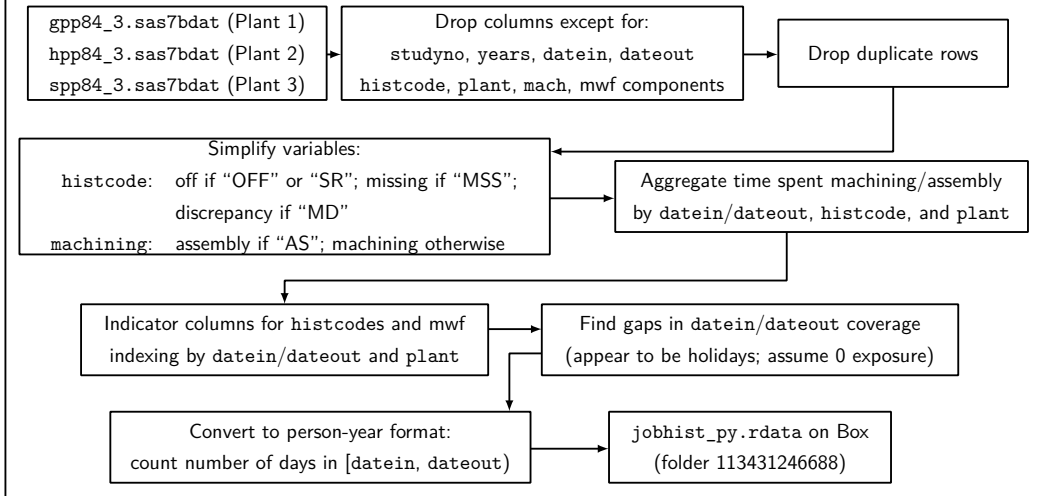 gpp84_3.sas7bdat (Plant 1)
hpp84_3.sas7bdat (Plant 2)
spp84_3.sas7bdat (Plant 3)
Drop columns except for:
studyno, years, datein, dateout
histcode, plant, mach, mwf components
Drop duplicate rows
Simplify variables:
histcode: off if “OFF” or “SR”; missing if “MSS”;
discrepancy if “MD”
machining: assembly if “AS”; machining otherwise
Aggregate time spent machining/assembly
by datein/dateout, histcode, and plant
Indicator columns for histcodes and mwf
indexing by datein/dateout and plant
Find gaps in datein/dateout coverage
(appear to be holidays; assume 0 exposure)
Convert to person-year format:
count number of days in [datein, dateout)
jobhist_py.rdata on Box
(folder 113431246688)